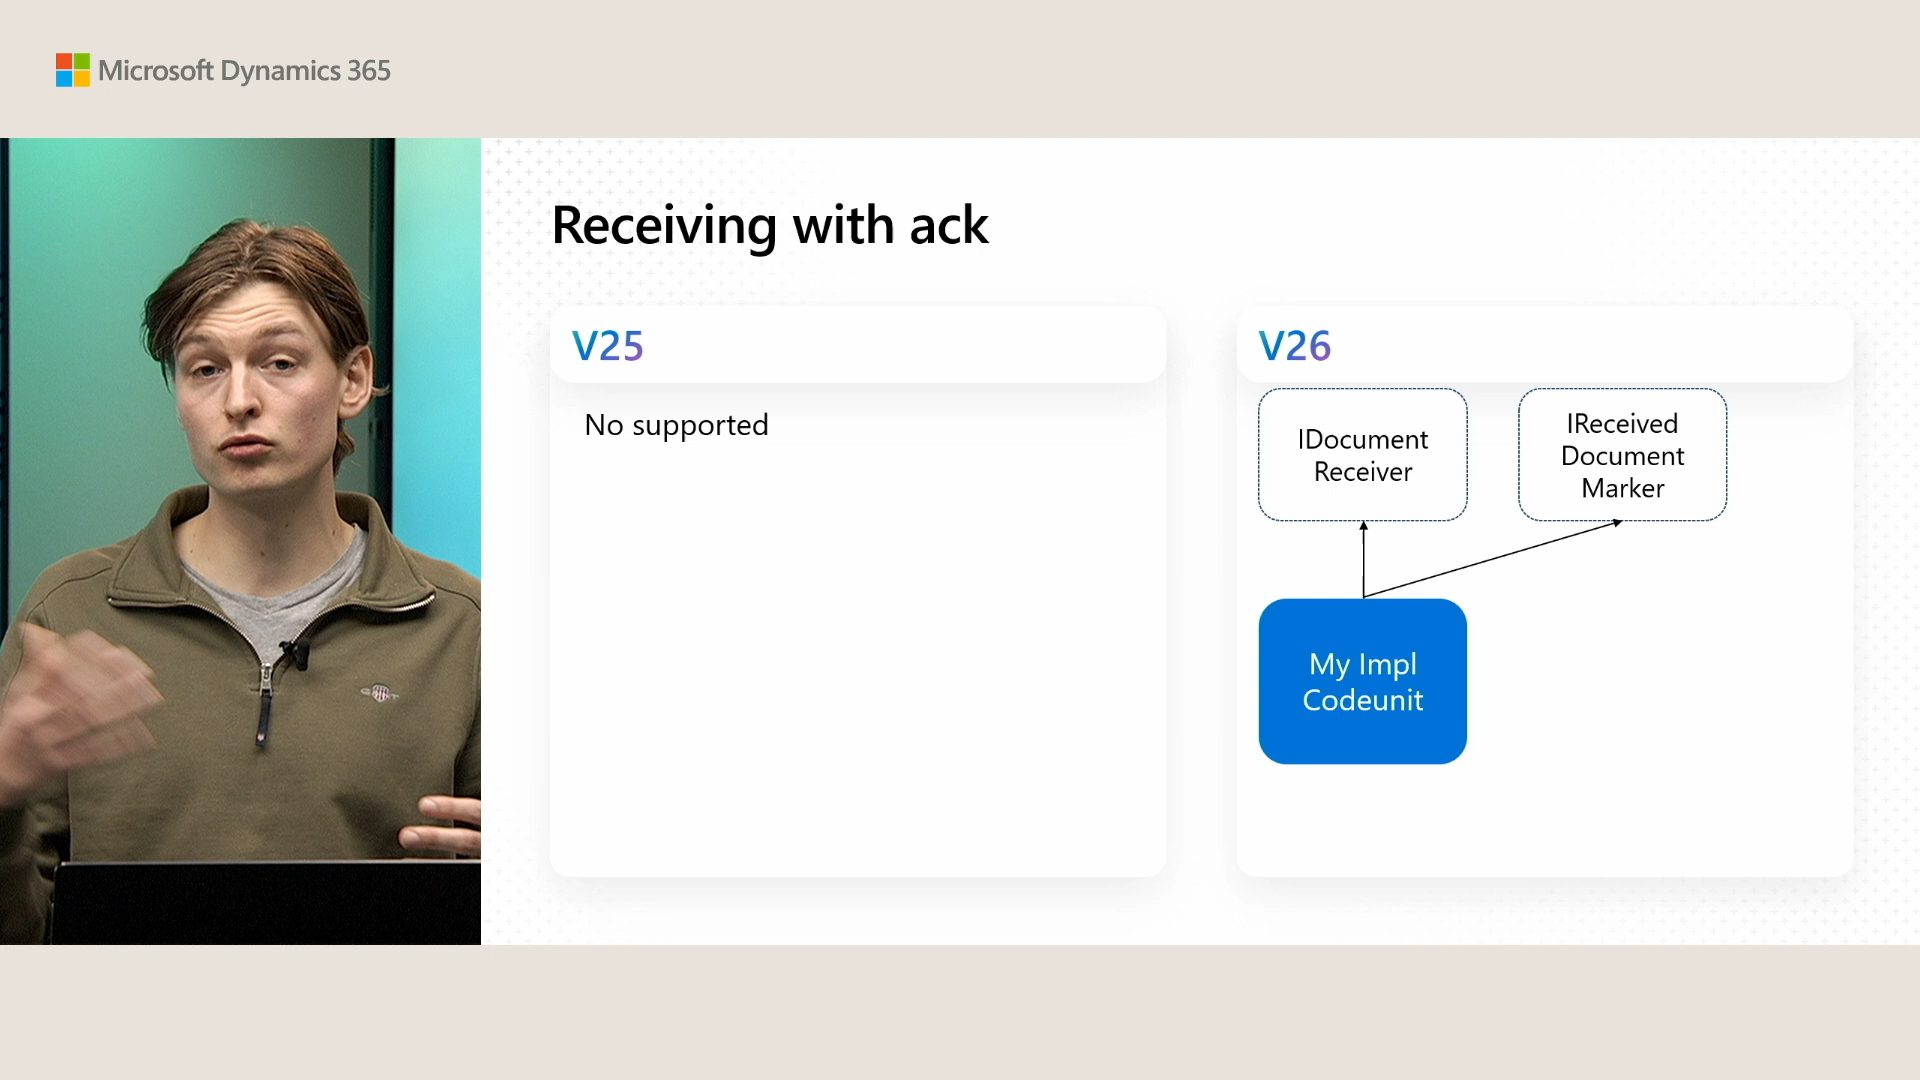 Microsoft Dynamics 365
Receiving with ack
V25
No supported
V26
IDocument
Receiver
IReceived
Document
Marker
My Impl
Codeunit